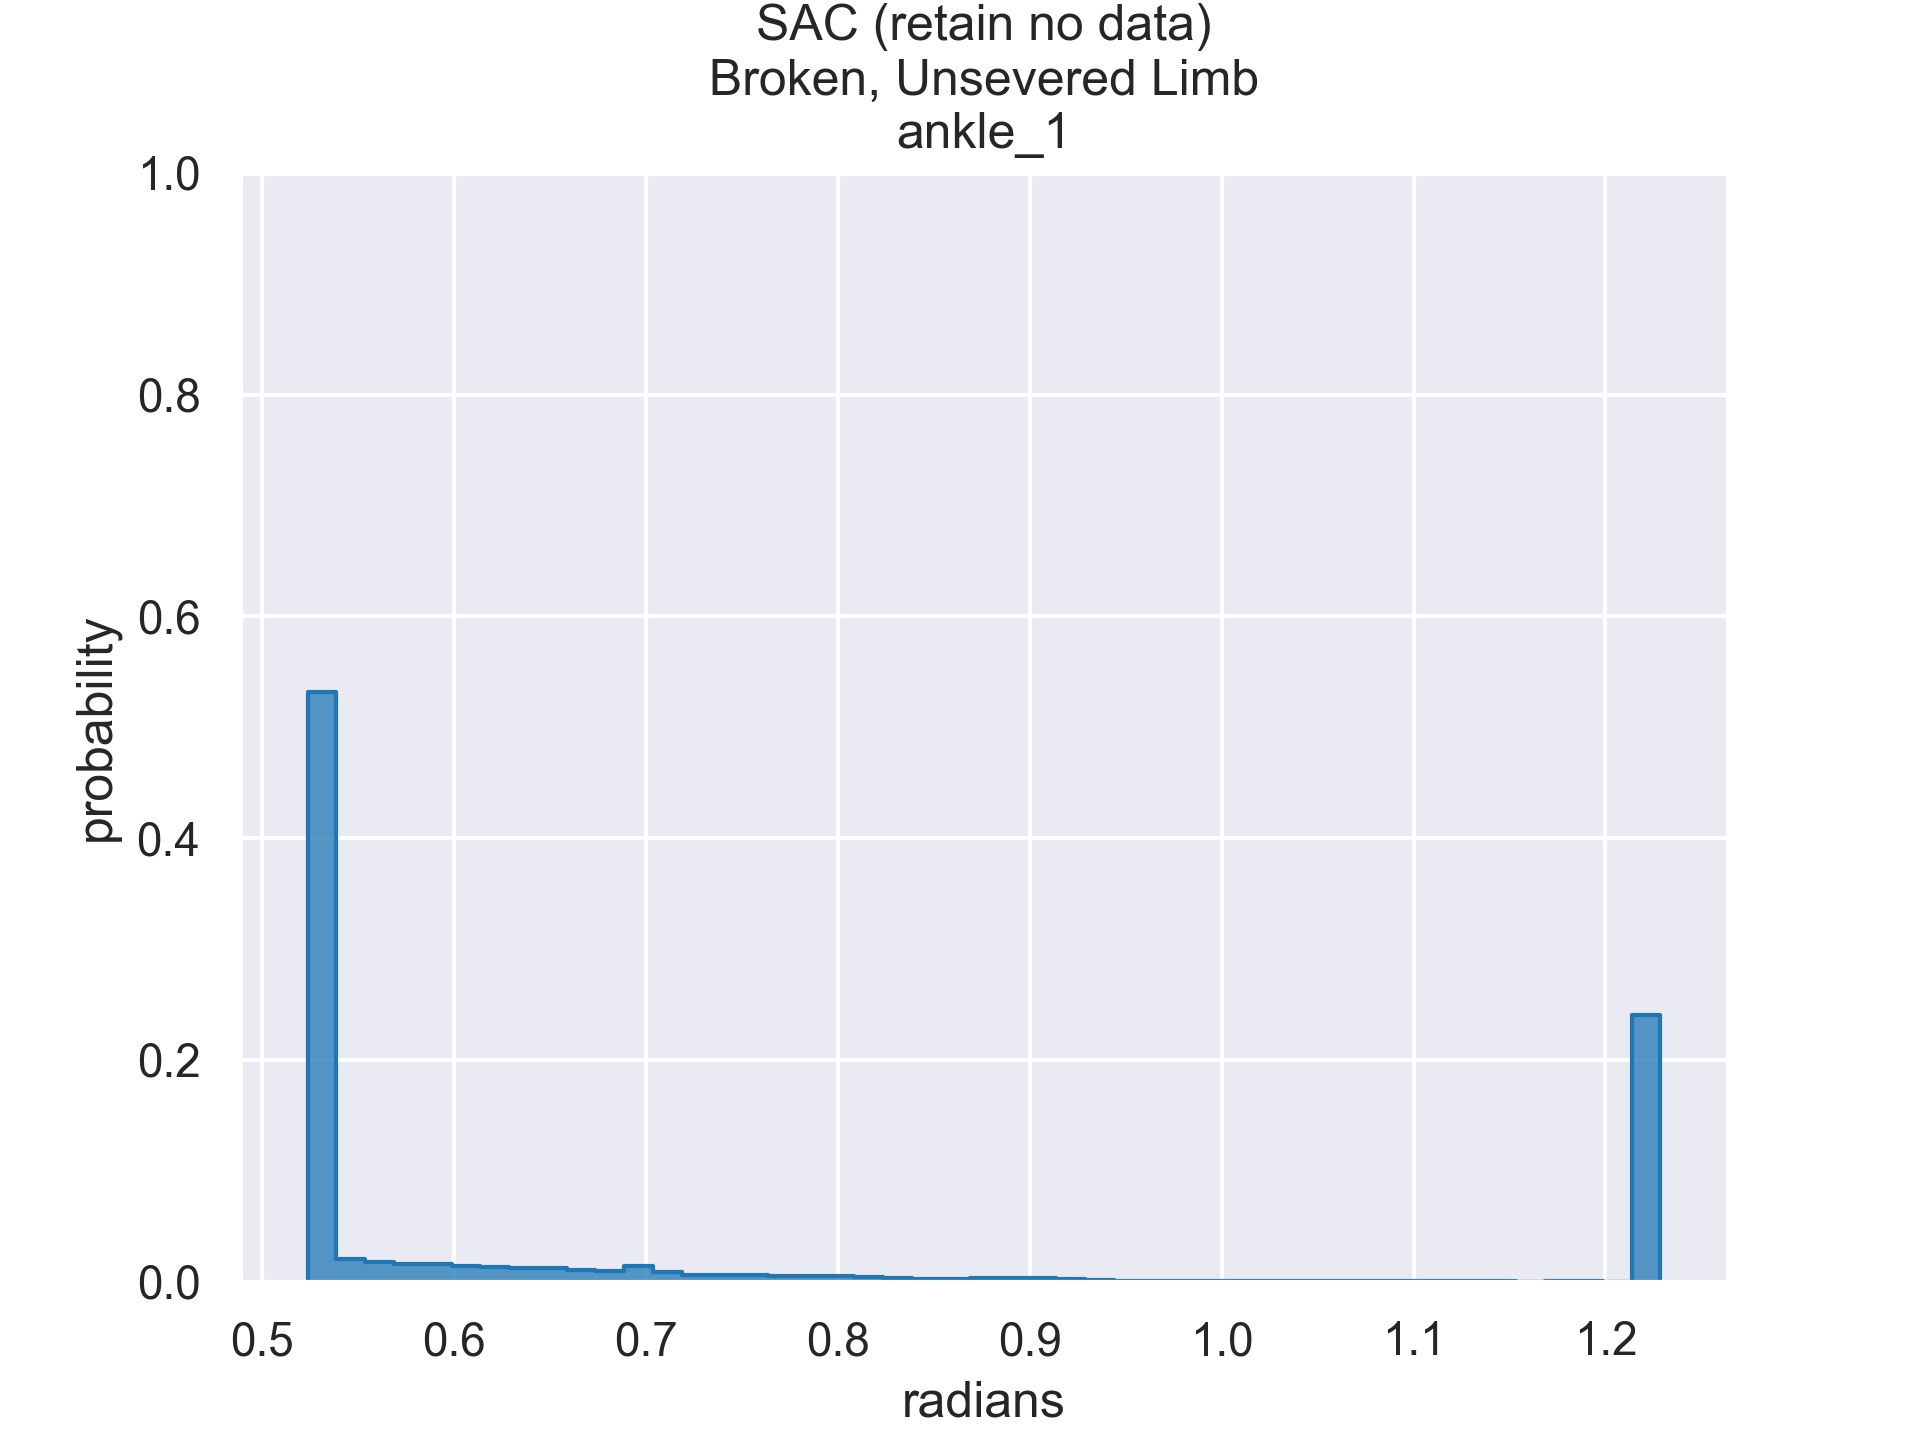 SAC (retain no data)
Broken, Unsevered Limb
ankle_1
1.0
0.8
0.6
0.4
0.2
0.0
probability
0.5 0.6 0.7 0.8 0.9 1.0 1.1 1.2
radians